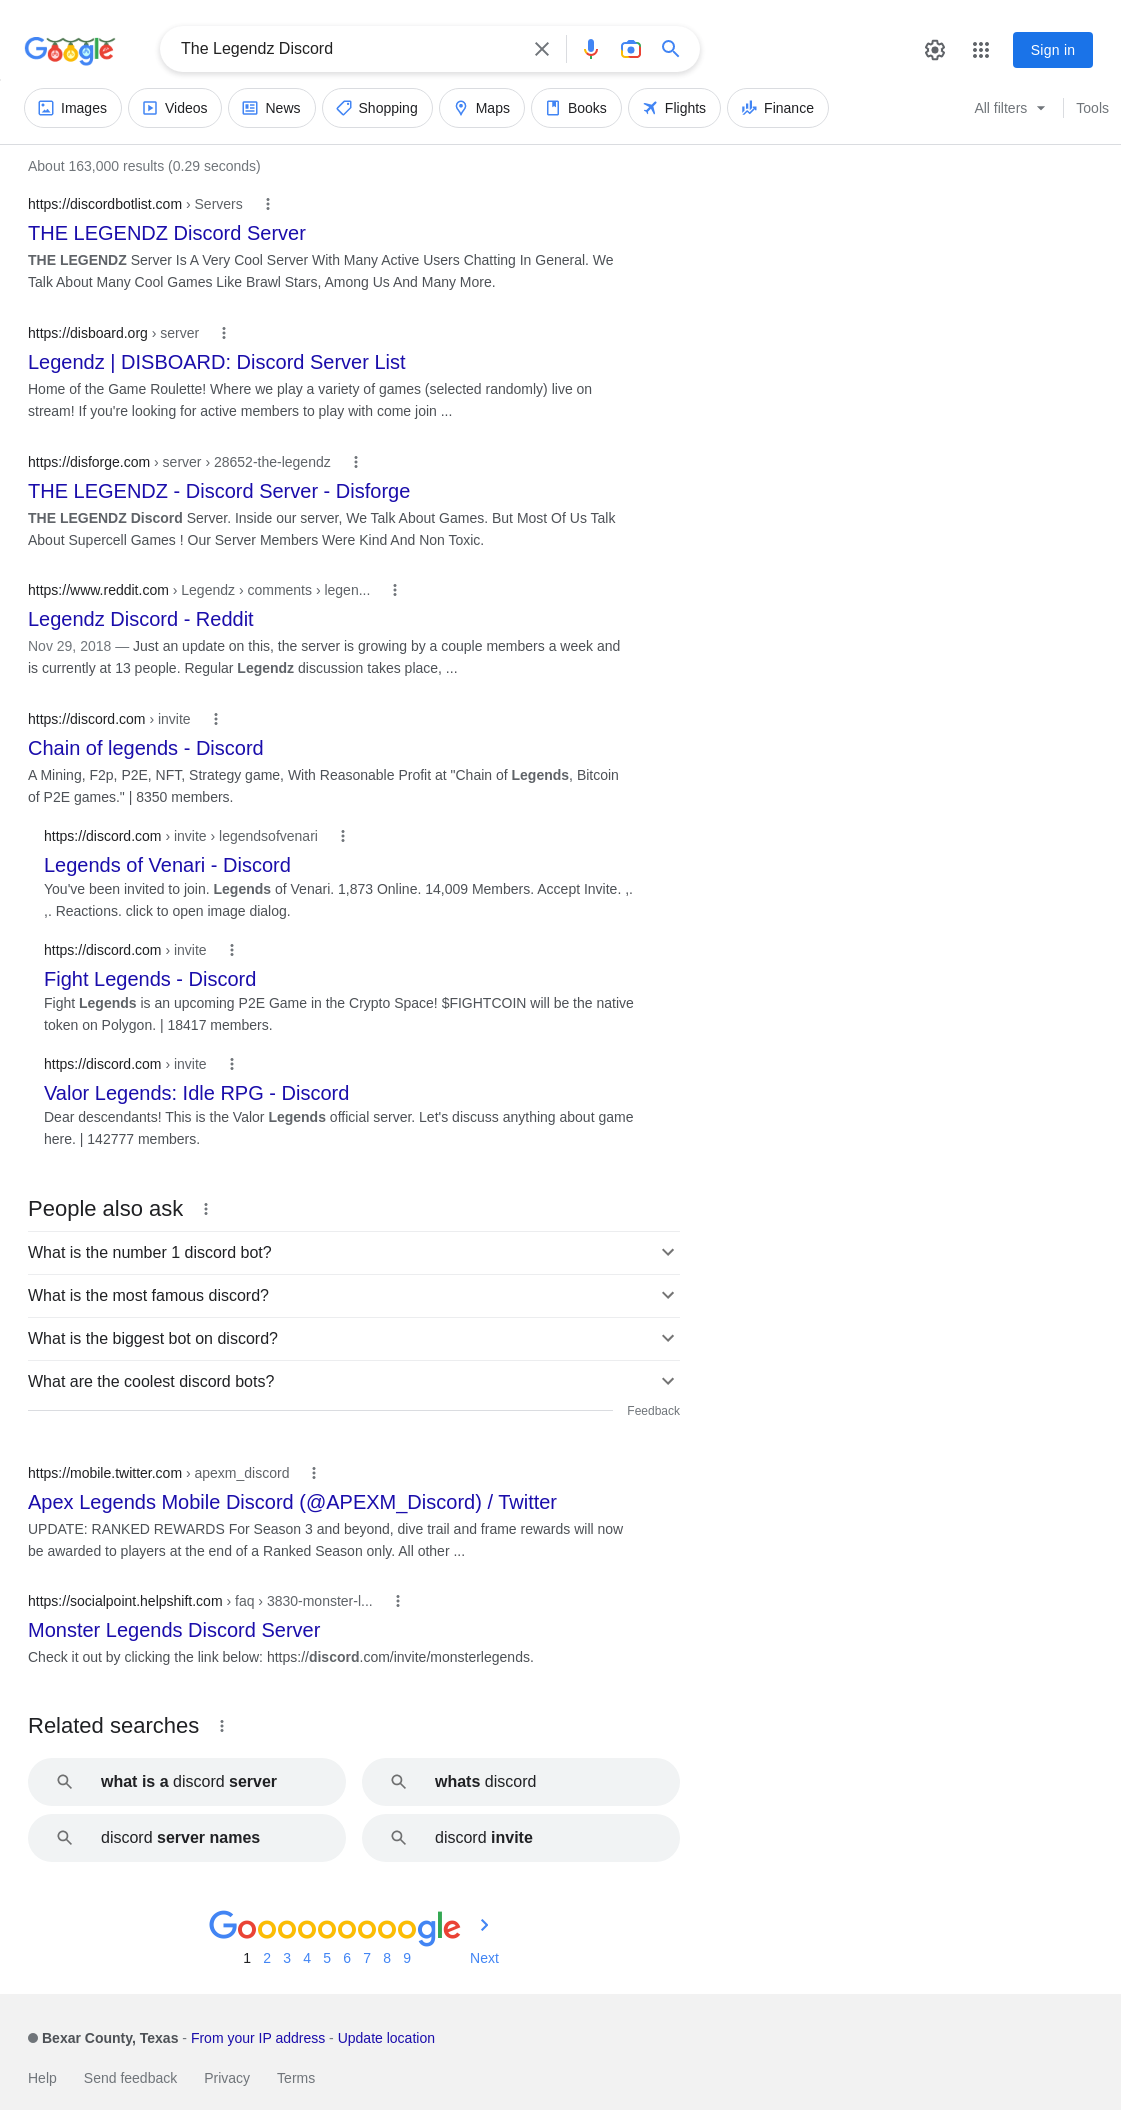 Google
The Legendz Discord
Sign in
Images Videos News Shopping Maps Books Flights Finance All filters Tools
About 163,000 results (0.29 seconds)
https://discordbotlist.com › Servers
THE LEGENDZ Discord Server
THE LEGENDZ Server Is A Very Cool Server With Many Active Users Chatting In General. We
Talk About Many Cool Games Like Brawl Stars, Among Us And Many More.
https://disboard.org › server
Legendz | DISBOARD: Discord Server List
Home of the Game Roulette! Where we play a variety of games (selected randomly) live on
stream! If you're looking for active members to play with come join ...
https://disforge.com › server › 28652-the-legendz
THE LEGENDZ - Discord Server - Disforge
THE LEGENDZ Discord Server. Inside our server, We Talk About Games. But Most Of Us Talk
About Supercell Games ! Our Server Members Were Kind And Non Toxic.
https://www.reddit.com › Legendz › comments › legen...
Legendz Discord - Reddit
Nov 29, 2018 — Just an update on this, the server is growing by a couple members a week and
is currently at 13 people. Regular Legendz discussion takes place, ...
https://discord.com › invite
Chain of legends - Discord
A Mining, F2p, P2E, NFT, Strategy game, With Reasonable Profit at "Chain of Legends, Bitcoin
of P2E games." | 8350 members.
https://discord.com › invite › legendsofvenari
Legends of Venari - Discord
You've been invited to join. Legends of Venari. 1,873 Online. 14,009 Members. Accept Invite. ,.
,. Reactions. click to open image dialog.
https://discord.com › invite
Fight Legends - Discord
Fight Legends is an upcoming P2E Game in the Crypto Space! $FIGHTCOIN will be the native
token on Polygon. | 18417 members.
https://discord.com › invite
Valor Legends: Idle RPG - Discord
Dear descendants! This is the Valor Legends official server. Let's discuss anything about game
here. | 142777 members.
People also ask
What is the number 1 discord bot?
What is the most famous discord?
What is the biggest bot on discord?
What are the coolest discord bots?
Feedback
https://mobile.twitter.com › apexm_discord
Apex Legends Mobile Discord (@APEXM_Discord) / Twitter
UPDATE: RANKED REWARDS For Season 3 and beyond, dive trail and frame rewards will now
be awarded to players at the end of a Ranked Season only. All other ...
https://socialpoint.helpshift.com › faq › 3830-monster-l...
Monster Legends Discord Server
Check it out by clicking the link below: https://discord.com/invite/monsterlegends.
Related searches
what is a discord server whats discord
discord server names discord invite
Gooooooooogle
1 2 3 4 5 6 7 8 9 Next
Bexar County, Texas - From your IP address - Update location
Help Send feedback Privacy Terms